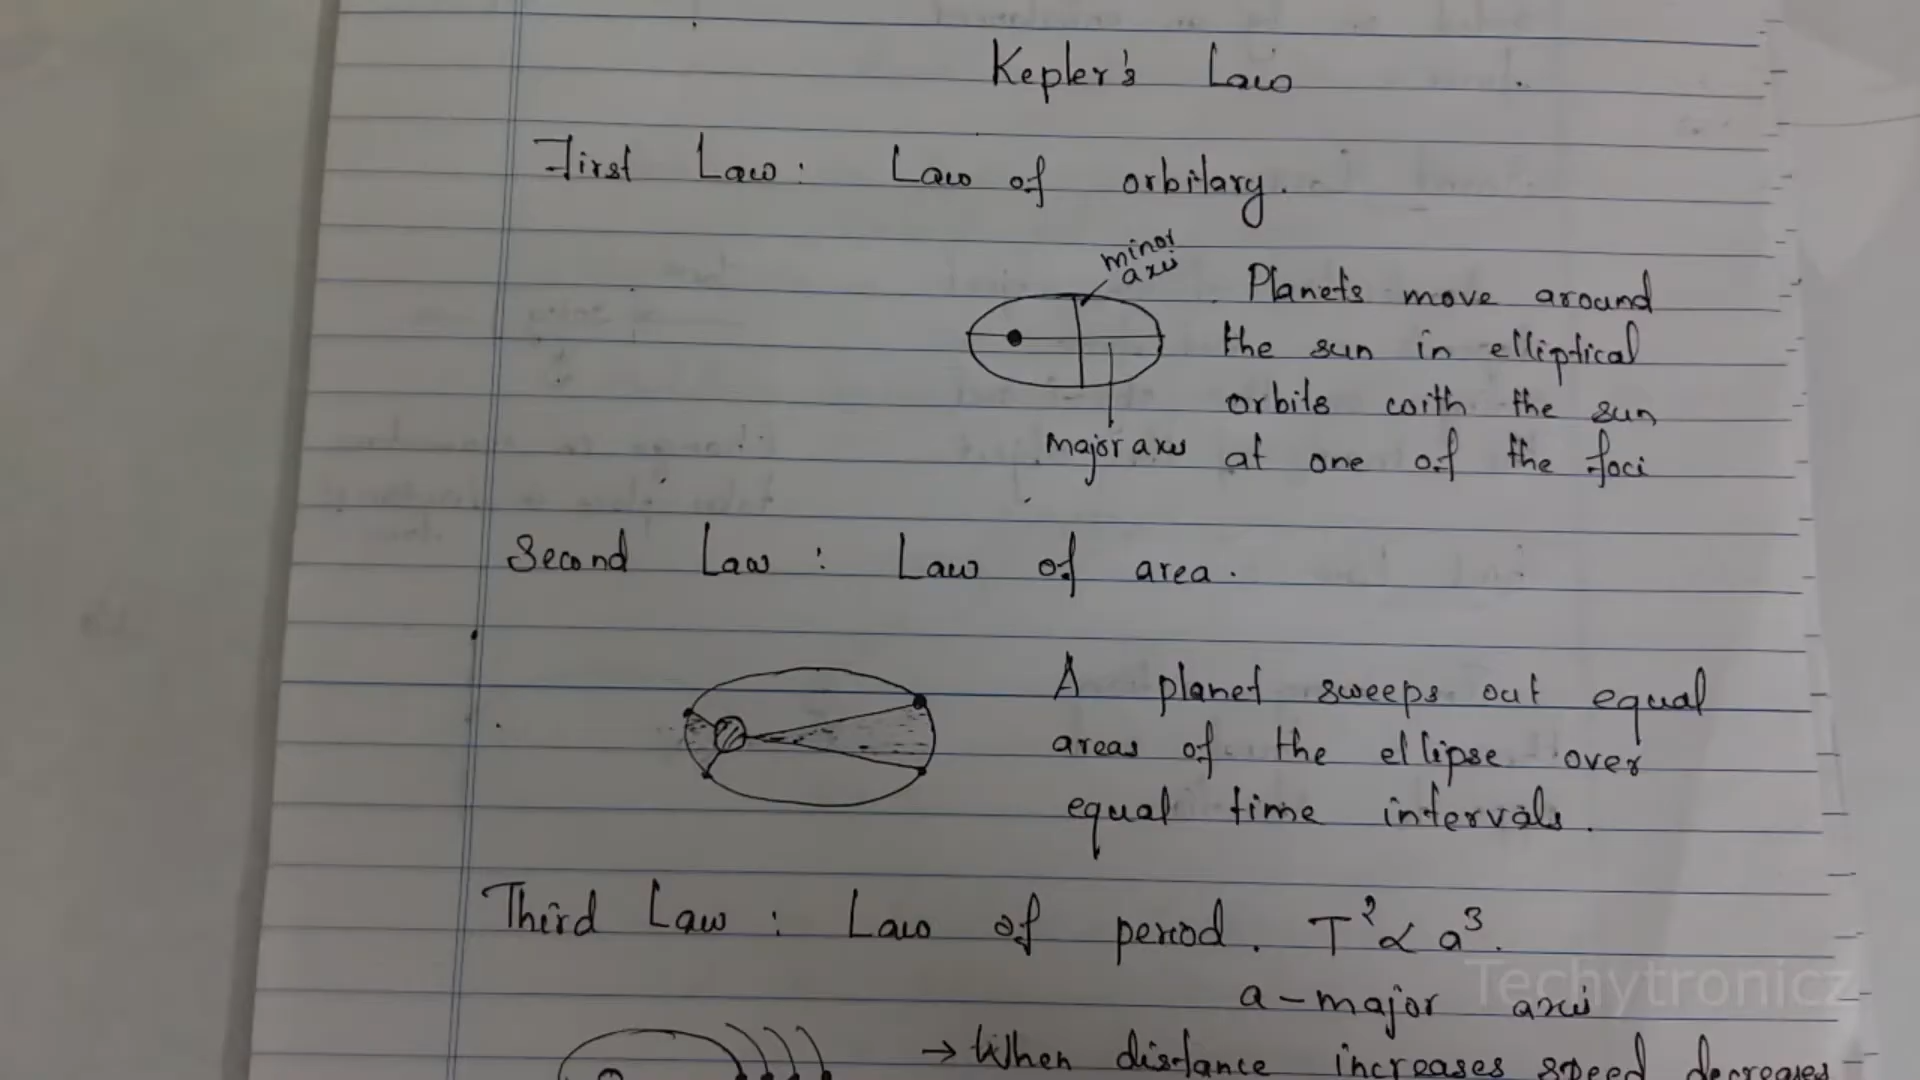 Kepler's Law
First Law: Law of orbitary.
minor
axis
Planets move around
the sun in elliptical
orbits with the sun
major axis at one of the foci
Second Law : Law of area.
A planet sweeps out equal
areas of the ellipse over
equal time intervals.
Third Law : Law of period. T² ∝ a³.
a - major axis
Techytronicz
→ When distance increases speed decreases